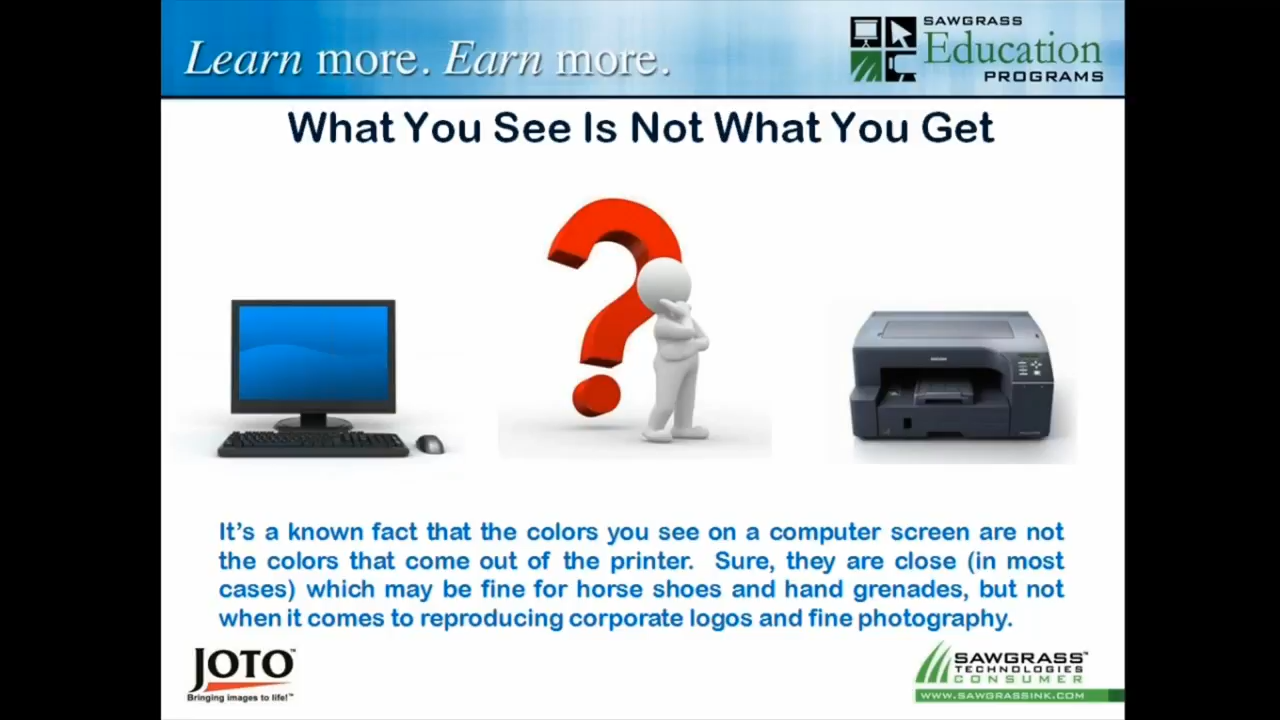 Learn more. Earn more.
SAWGRASS
Education
PROGRAMS
What You See Is Not What You Get
It's a known fact that the colors you see on a computer screen are not
the colors that come out of the printer. Sure, they are close (in most
cases) which may be fine for horse shoes and hand grenades, but not
when it comes to reproducing corporate logos and fine photography.
JOTO™
Bringing images to life!™
SAWGRASS™
TECHNOLOGIES
CONSUMER
WWW.SAWGRASSINK.COM